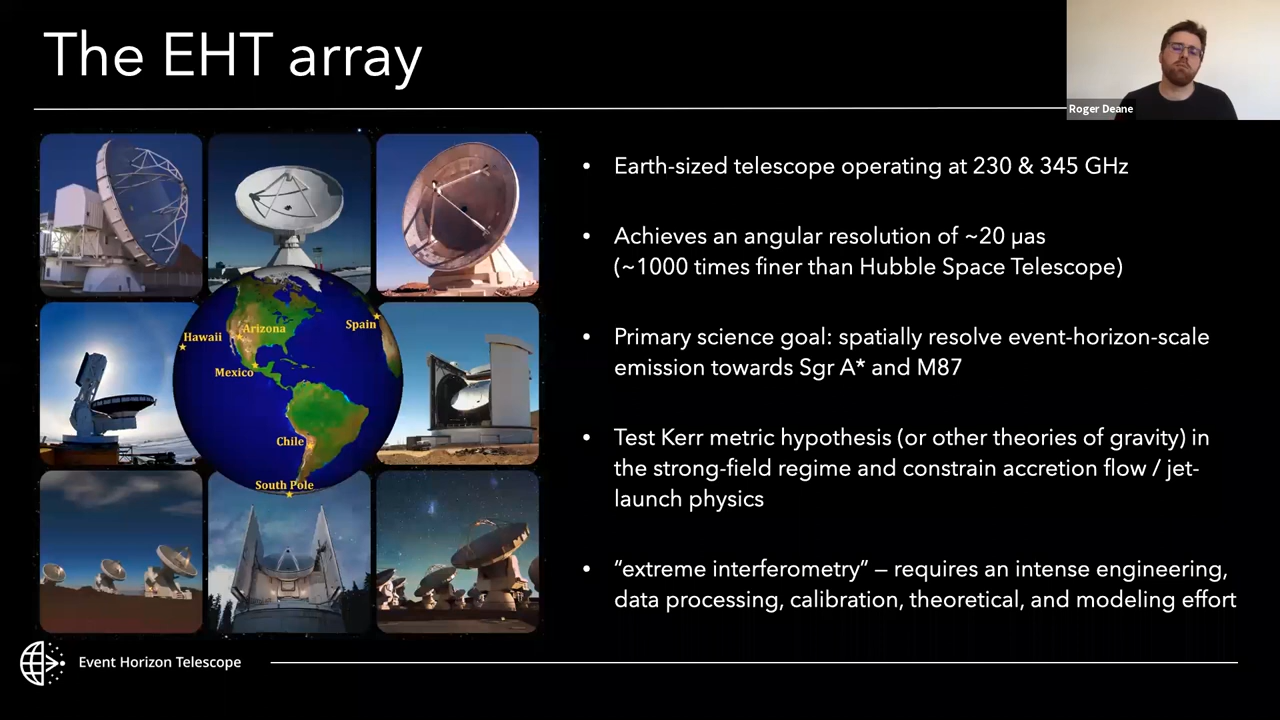 The EHT array
Roger Deane
Hawaii
Arizona
Spain
Mexico
Chile
South Pole
• Earth-sized telescope operating at 230 & 345 GHz
• Achieves an angular resolution of ~20 µas
(~1000 times finer than Hubble Space Telescope)
• Primary science goal: spatially resolve event-horizon-scale
emission towards Sgr A* and M87
• Test Kerr metric hypothesis (or other theories of gravity) in
the strong-field regime and constrain accretion flow / jet-
launch physics
• “extreme interferometry” – requires an intense engineering,
data processing, calibration, theoretical, and modeling effort
Event Horizon Telescope